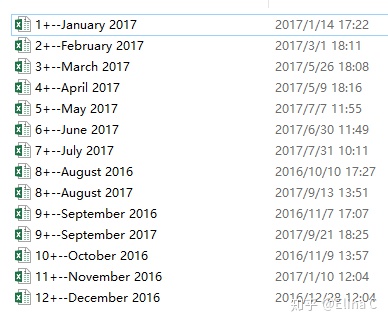 1+--January 2017 2017/1/14 17:22
2+--February 2017 2017/3/1 18:11
3+--March 2017 2017/5/26 18:08
4+--April 2017 2017/5/9 18:16
5+--May 2017 2017/7/7 11:55
6+--June 2017 2017/6/30 11:49
7+--July 2017 2017/7/31 10:11
8+--August 2016 2016/10/10 17:27
8+--August 2017 2017/9/13 13:51
9+--September 2016 2016/11/7 17:07
9+--September 2017 2017/9/21 18:25
10+--October 2016 2016/11/9 13:57
11+--November 2016 2017/1/10 12:04
12+--December 2016 2016/12/28 12:04
知乎 @Elina C